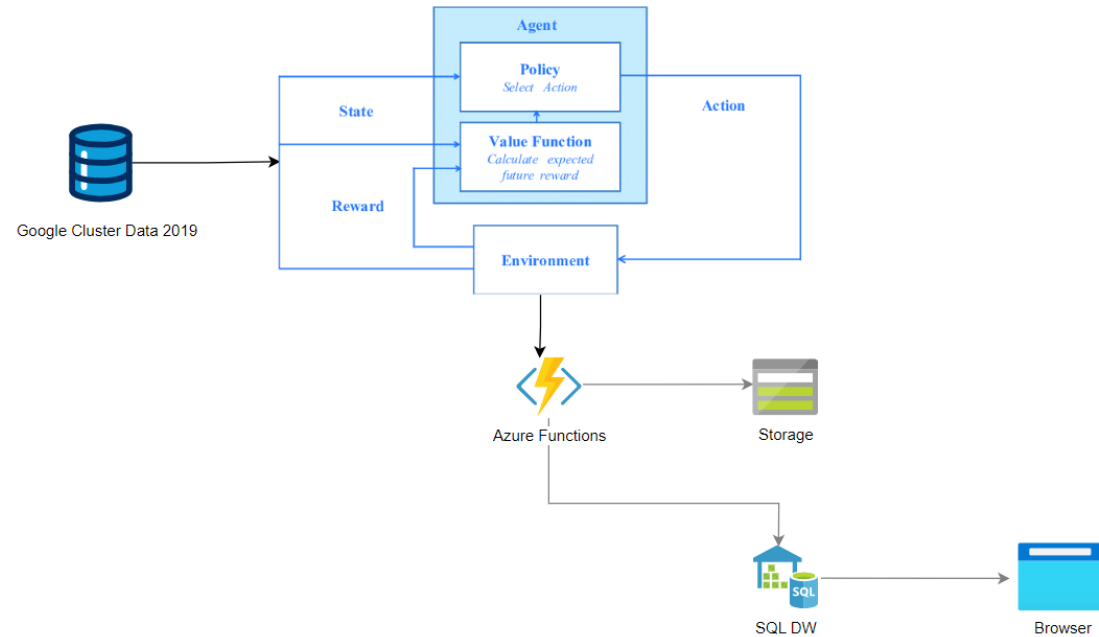 Agent
Policy
Select Action
State
Action
Value Function
Calculate expected
future reward
Reward
Google Cluster Data 2019
Environment
Azure Functions
Storage
SQL
SQL DW
Browser